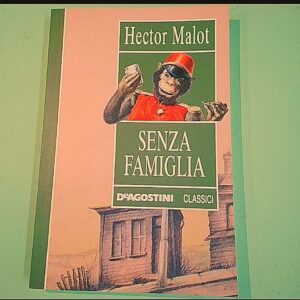 Hector Malot
SENZA
FAMIGLIA
DeAGOSTINI CLASSICI